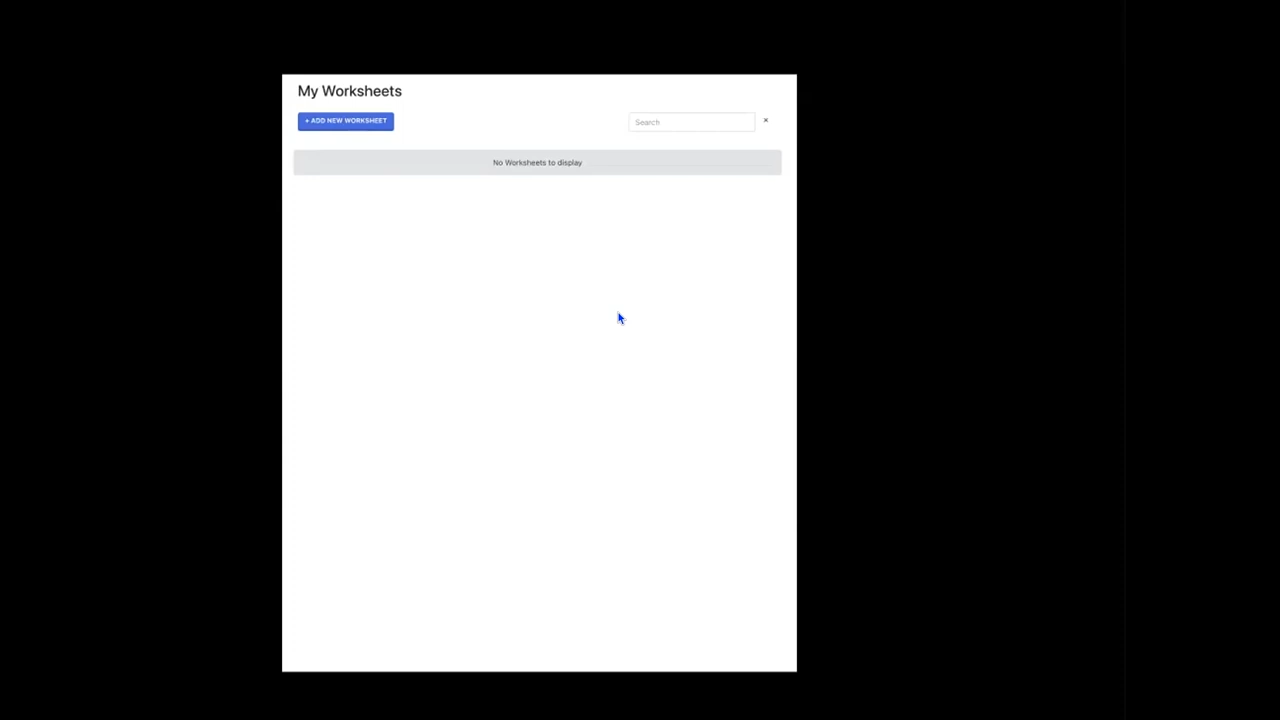 My Worksheets
+ ADD NEW WORKSHEET
Search
×
No Worksheets to display